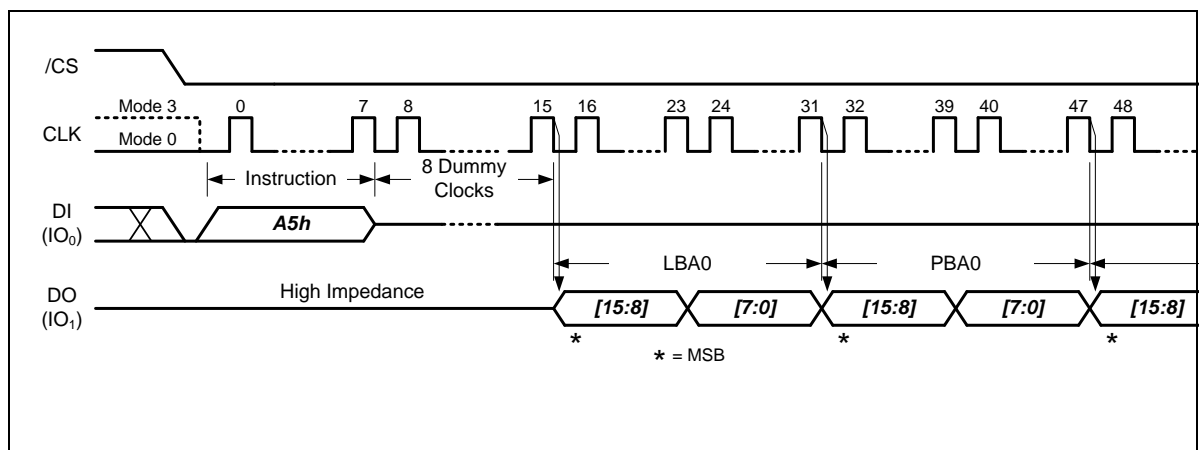 /CS
Mode 3
0 7 8 15 16 23 24 31 32 39 40 47 48
CLK
Mode 0
Instruction
8 Dummy
Clocks
DI
(IO0)
A5h
LBA0
PBA0
DO
(IO1)
High Impedance
[15:8]
[7:0]
[15:8]
[7:0]
[15:8]
* * *
* = MSB